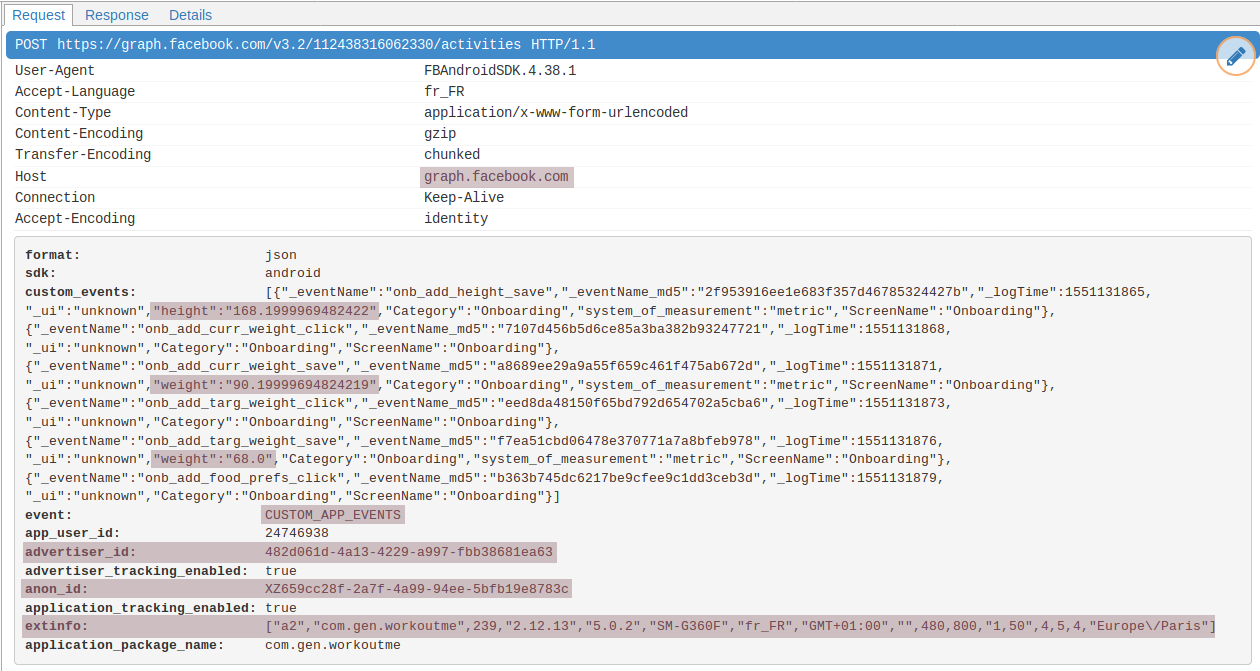 Request Response Details
POST https://graph.facebook.com/v3.2/112438316062330/activities HTTP/1.1
User-Agent FBAndroidSDK.4.38.1
Accept-Language fr_FR
Content-Type application/x-www-form-urlencoded
Content-Encoding gzip
Transfer-Encoding chunked
Host graph.facebook.com
Connection Keep-Alive
Accept-Encoding identity
format: json
sdk: android
custom_events: [{"_eventName":"onb_add_height_save","_eventName_md5":"2f953916ee1e683f357d46785324427b","_logTime":1551131865,
"_ui":"unknown","height":"168.1999969482422","Category":"Onboarding","system_of_measurement":"metric","ScreenName":"Onboarding"},
{"_eventName":"onb_add_curr_weight_click","_eventName_md5":"7107d456b5d6ce85a3ba382b93247721","_logTime":1551131868,
"_ui":"unknown","Category":"Onboarding","ScreenName":"Onboarding"},
{"_eventName":"onb_add_curr_weight_save","_eventName_md5":"a8689ee29a9a55f659c461f475ab672d","_logTime":1551131871,
"_ui":"unknown","weight":"90.19999694824219","Category":"Onboarding","system_of_measurement":"metric","ScreenName":"Onboarding"},
{"_eventName":"onb_add_targ_weight_click","_eventName_md5":"eed8da48150f65bd792d654702a5cba6","_logTime":1551131873,
"_ui":"unknown","Category":"Onboarding","ScreenName":"Onboarding"},
{"_eventName":"onb_add_targ_weight_save","_eventName_md5":"f7ea51cbd06478e370771a7a8bfeb978","_logTime":1551131876,
"_ui":"unknown","weight":"68.0","Category":"Onboarding","system_of_measurement":"metric","ScreenName":"Onboarding"},
{"_eventName":"onb_add_food_prefs_click","_eventName_md5":"b363b745dc6217be9cfee9c1dd3ceb3d","_logTime":1551131879,
"_ui":"unknown","Category":"Onboarding","ScreenName":"Onboarding"}]
event: CUSTOM_APP_EVENTS
app_user_id: 24746938
advertiser_id: 482d061d-4a13-4229-a997-fbb38681ea63
advertiser_tracking_enabled: true
anon_id: XZ659cc28f-2a7f-4a99-94ee-5bfb19e8783c
application_tracking_enabled: true
extinfo: ["a2","com.gen.workoutme",239,"2.12.13","5.0.2","SM-G360F","fr_FR","GMT+01:00","",480,800,"1,50",4,5,4,"Europe\/Paris"]
application_package_name: com.gen.workoutme